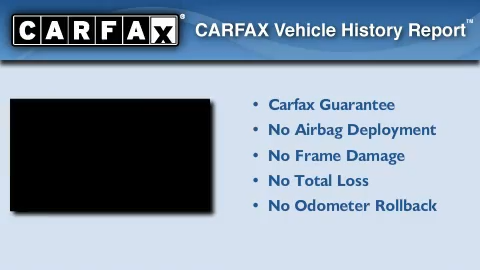 CARFAX® CARFAX Vehicle History Report™
• Carfax Guarantee
• No Airbag Deployment
• No Frame Damage
• No Total Loss
• No Odometer Rollback